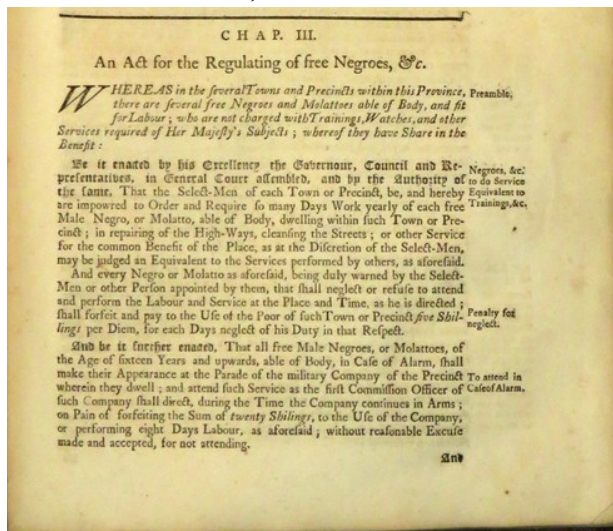 CHAP. III.
An Act for the Regulating of free Negroes, &c.
WHEREAS in the ſeveral Towns and Precincts within this Province,
there are ſeveral free Negroes and Molattoes able of Body, and fit
for Labour ; who are not charged with Trainings, Watches, and other
Services required of Her Majeſty's Subjects ; whereof they have Share in the
Benefit :
Preamble.
Be it enacted by his Excellency the Governour, Council and Re-
preſentatives, in General Court aſſembled, and by the Authority of
the ſame, That the Select-Men of each Town or Precinct, be, and hereby
are impowred to Order and Require ſo many Days Work yearly of each free
Male Negro, or Molatto, able of Body, dwelling within ſuch Town or Pre-
cinct ; in repairing of the High-Ways, cleanſing the Streets ; or other Service
for the common Benefit of the Place, as at the Diſcretion of the Select-Men,
may be judged an Equivalent to the Services performed by others, as aforeſaid.
Negroes, &c.
to do Service
Equivalent to
Trainings,&c.
And every Negro or Molatto as aforeſaid, being duly warned by the Select-
Men or other Perſon appointed by them, that ſhall neglect or refuſe to attend
and perform the Labour and Service at the Place and Time, as he is directed ;
ſhall forfeit and pay to the Uſe of the Poor of ſuch Town or Precinct five Shil-
lings per Diem, for each Days neglect of his Duty in that Reſpect.
Penalty for
neglect.
And be it further enacted, That all free Male Negroes, or Molattoes, of
the Age of ſixteen Years and upwards, able of Body, in Caſe of Alarm, ſhall
make their Appearance at the Parade of the military Company of the Precinct
wherein they dwell ; and attend ſuch Service as the firſt Commiſſion Officer of
ſuch Company ſhall direct, during the Time the Company continues in Arms ;
on Pain of forfeiting the Sum of twenty Shilings, to the Uſe of the Company,
or performing eight Days Labour, as aforeſaid ; without reaſonable Excuſe
made and accepted, for not attending.
To attend in
Caſe of Alarm.
And